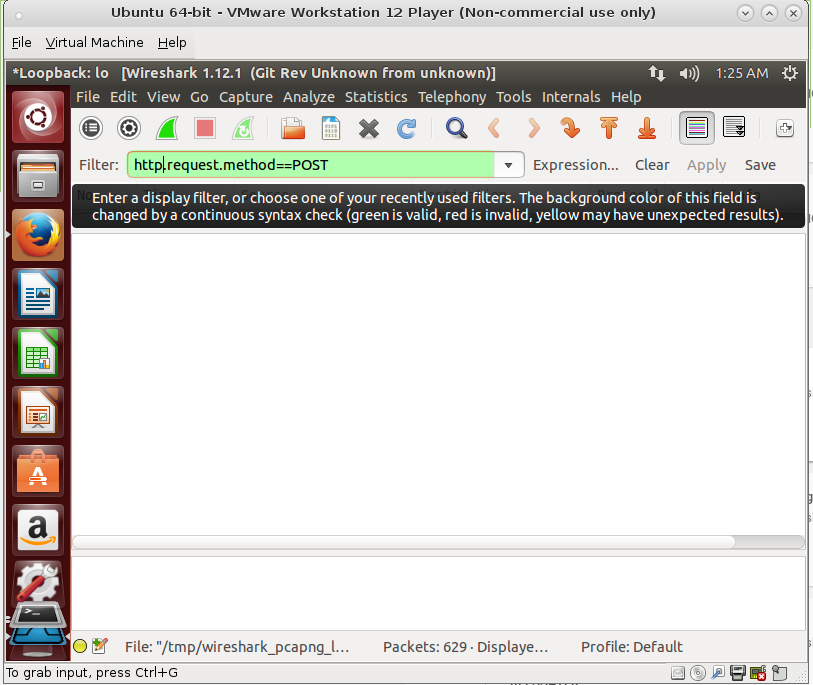 Ubuntu 64-bit - VMware Workstation 12 Player (Non-commercial use only)
File Virtual Machine Help
*Loopback: lo [Wireshark 1.12.1 (Git Rev Unknown from unknown)]
1:25 AM
File Edit View Go Capture Analyze Statistics Telephony Tools Internals Help
Filter: http.request.method==POST Expression... Clear Apply Save
Enter a display filter, or choose one of your recently used filters. The background color of this field is
changed by a continuous syntax check (green is valid, red is invalid, yellow may have unexpected results).
File: "/tmp/wireshark_pcapng_l... Packets: 629 · Displaye... Profile: Default
To grab input, press Ctrl+G